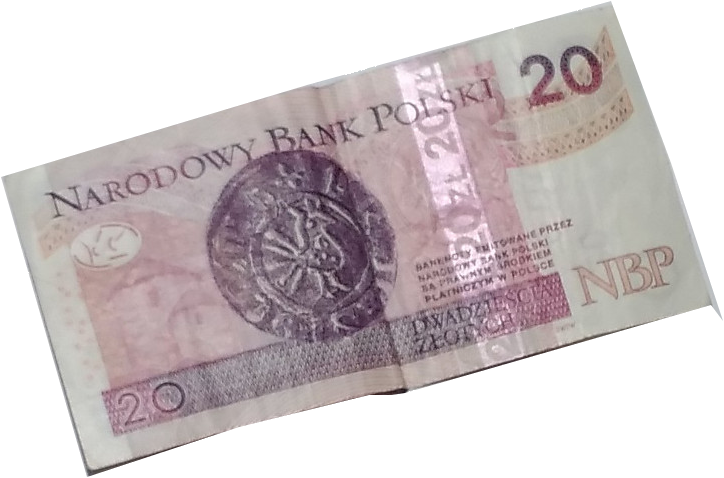 20
NARODOWY BANK POLSKI
20 ZŁ 20 ZŁ
BANKNOTY EMITOWANE PRZEZ
NARODOWY BANK POLSKI
SĄ PRAWNYM ŚRODKIEM
PŁATNICZYM W POLSCE
NBP
DWADZIEŚCIA
ZŁOTYCH
20